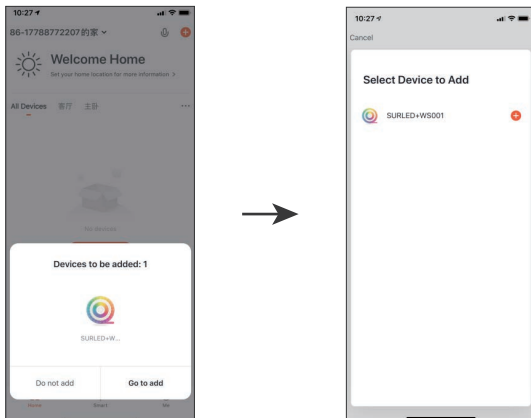 10:27
86-17788772207的家
Welcome Home
Set your home location for more information >
All Devices 客厅 主卧
No devices
Devices to be added: 1
SURLED+W...
Do not add Go to add
Home Smart Me
10:27
Cancel
Select Device to Add
SURLED+WS001